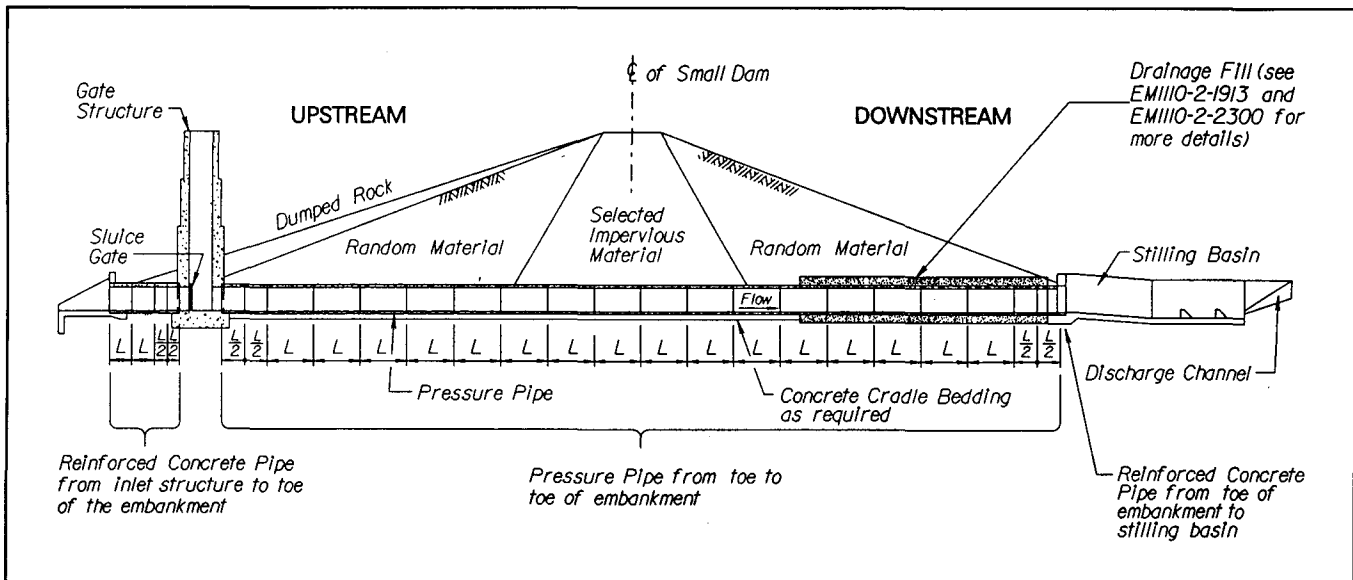 ℄ of Small Dam
Gate
Structure
UPSTREAM
DOWNSTREAM
Drainage Fill (see
EM1110-2-1913 and
EM1110-2-2300 for
more details)
Dumped Rock
Sluice
Gate
Random Material
Selected
Impervious
Material
Random Material
Stilling Basin
Flow
L L L/2 L/2 L/2 L/2 L L L L L L L L L L L L L L L L L/2 L/2
Pressure Pipe
Concrete Cradle Bedding
as required
Discharge Channel
Reinforced Concrete Pipe
from inlet structure to toe
of the embankment
Pressure Pipe from toe to
toe of embankment
Reinforced Concrete
Pipe from toe of
embankment to
stilling basin